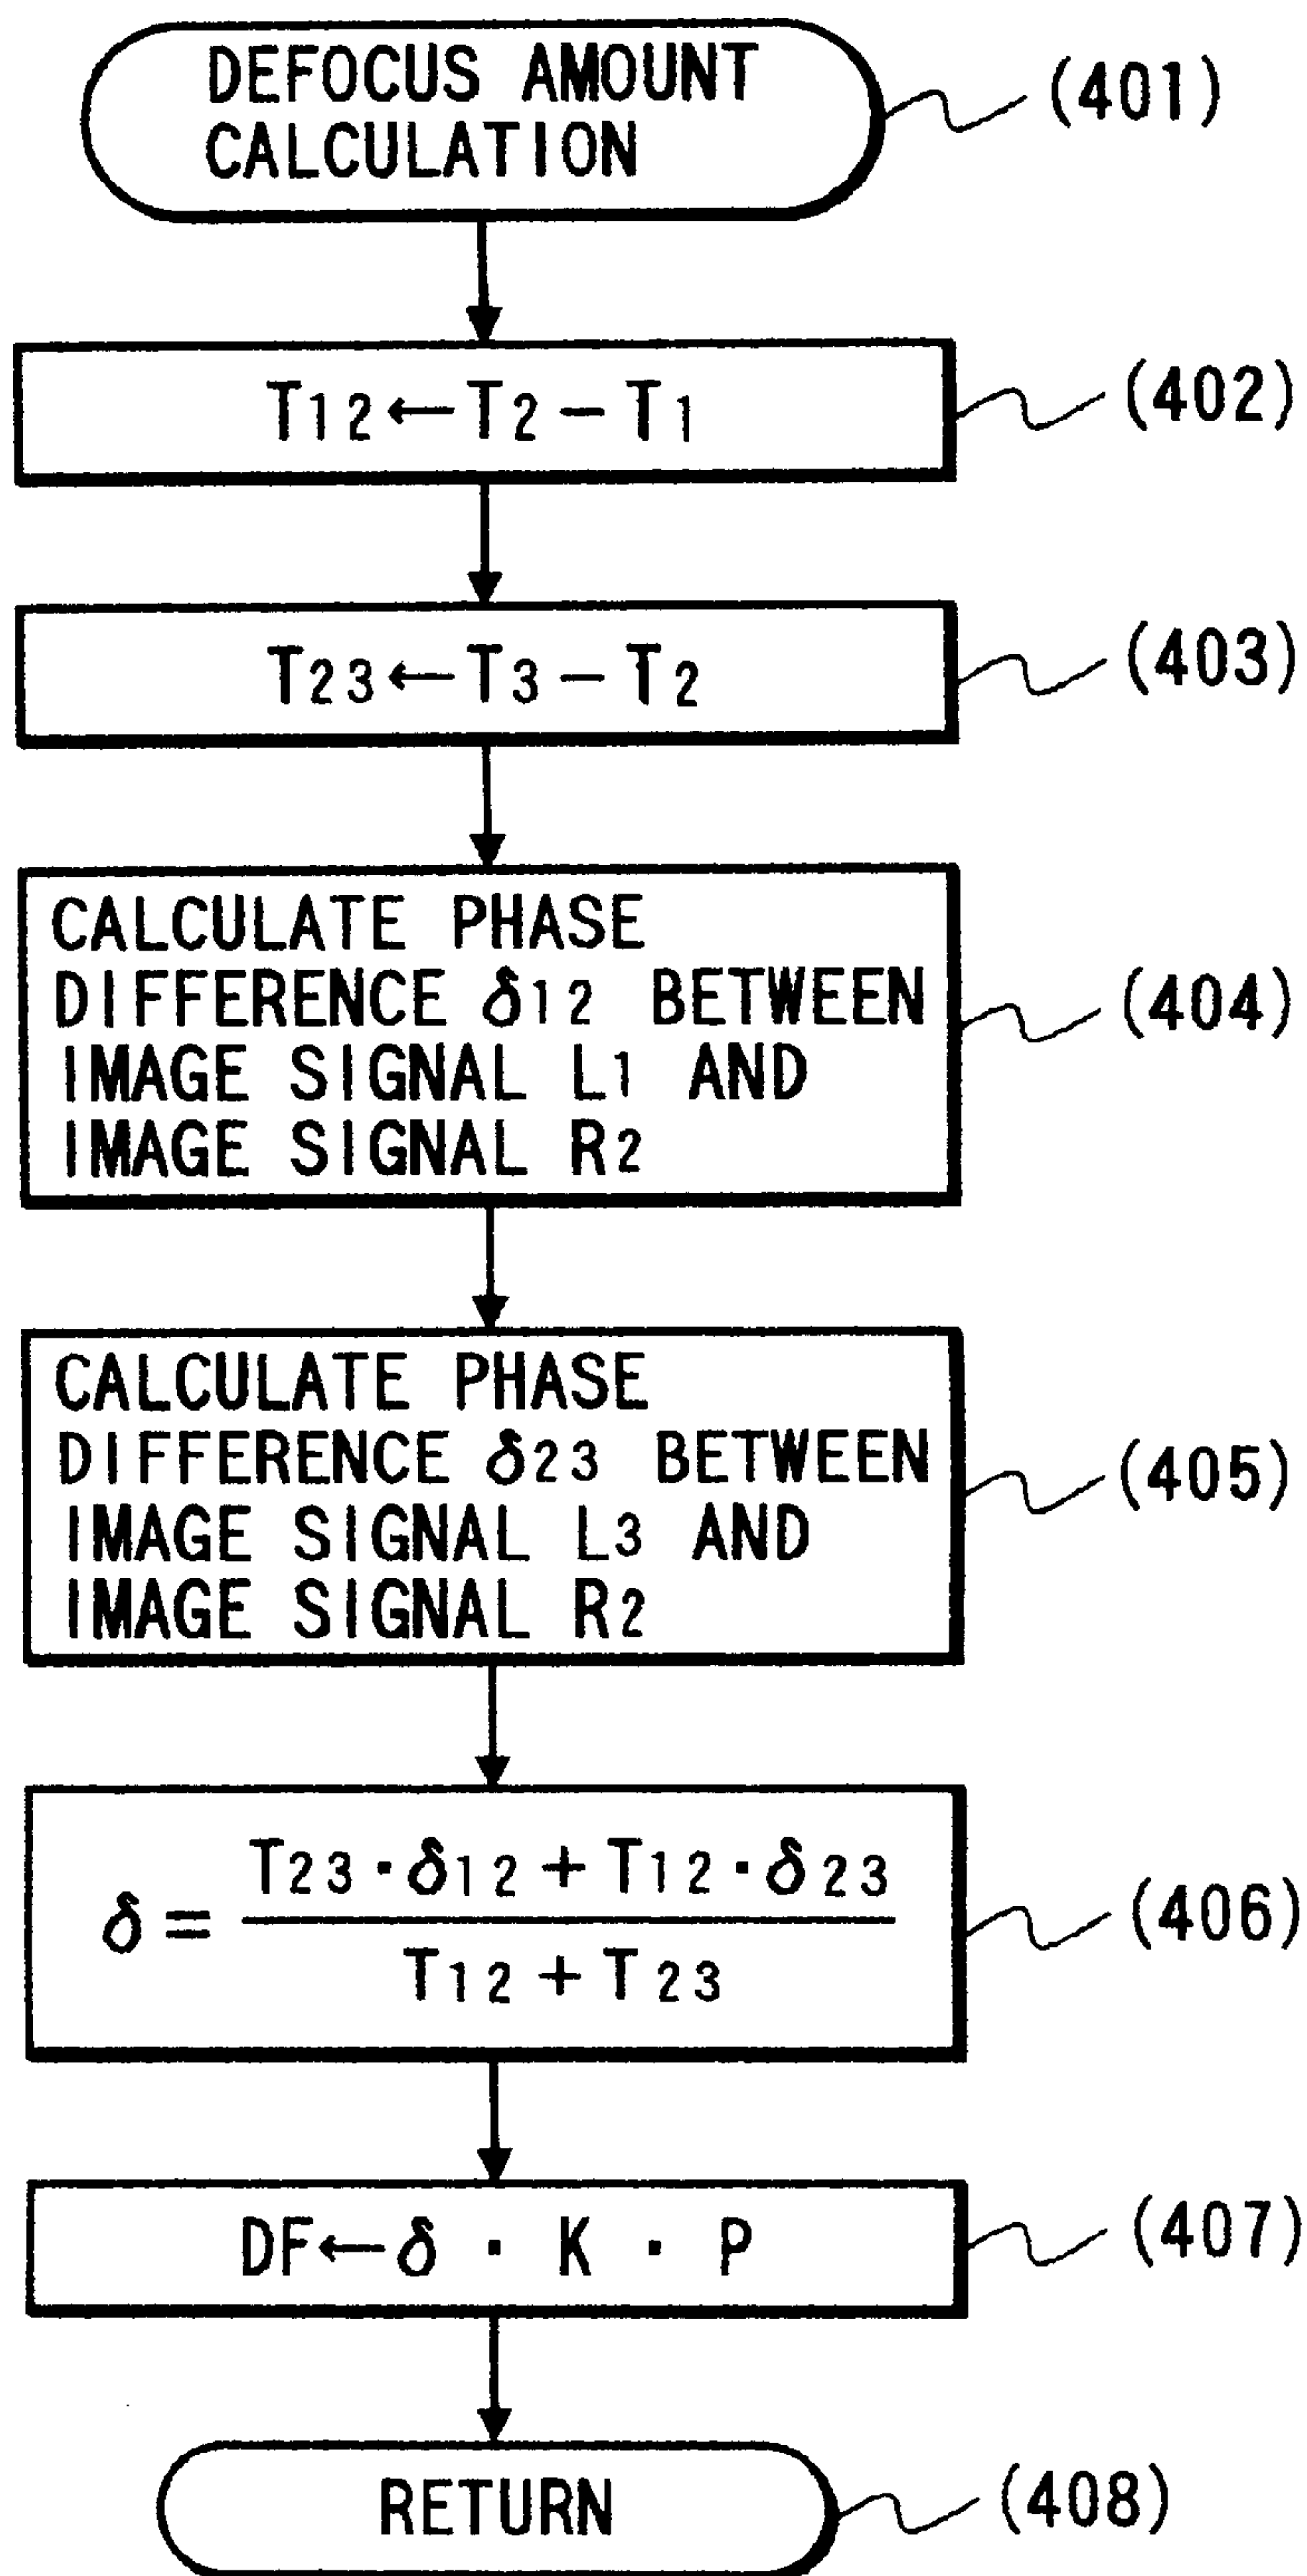 DEFOCUS AMOUNT
CALCULATION
(401)
T12←T2−T1
(402)
T23←T3−T2
(403)
CALCULATE PHASE
DIFFERENCE δ12 BETWEEN
IMAGE SIGNAL L1 AND
IMAGE SIGNAL R2
(404)
CALCULATE PHASE
DIFFERENCE δ23 BETWEEN
IMAGE SIGNAL L3 AND
IMAGE SIGNAL R2
(405)
T23・δ12+T12・δ23
δ=
T12+T23
(406)
DF←δ ・ K ・ P
(407)
RETURN
(408)